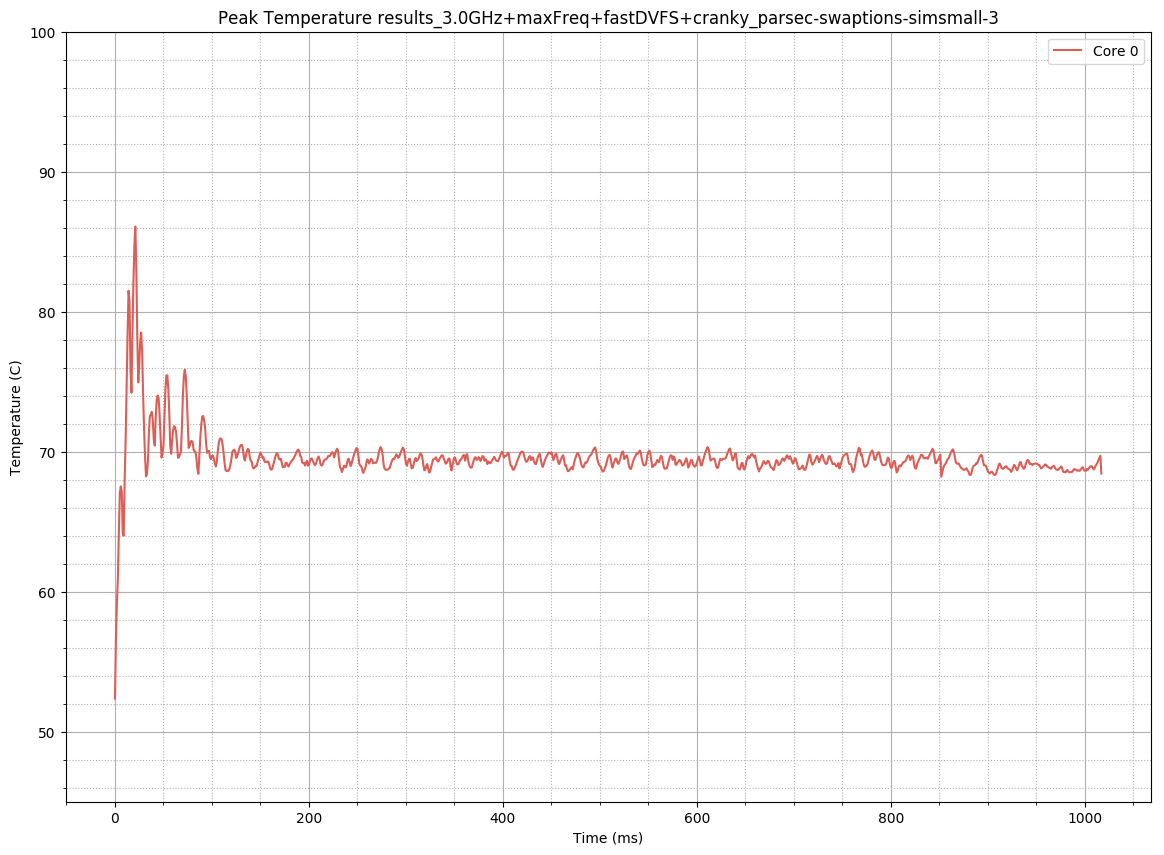 Peak Temperature results_3.0GHz+maxFreq+fastDVFS+cranky_parsec-swaptions-simsmall-3
Core 0
100
90
80
70
60
50
Temperature (C)
0 200 400 600 800 1000
Time (ms)